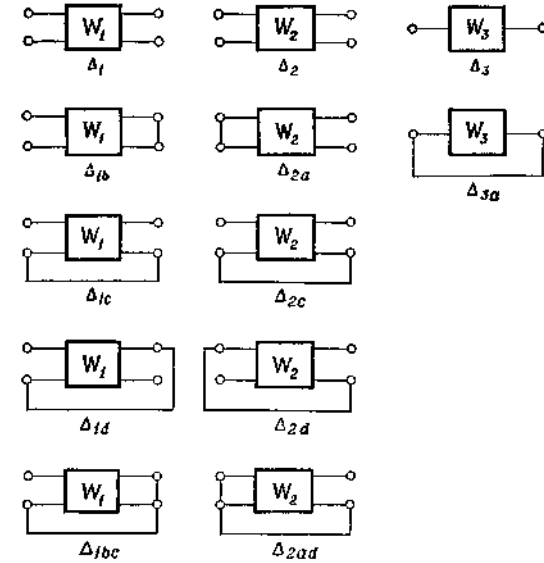 W₁ W₂ W₃
Δ₁ Δ₂ Δ₃
W₁ W₂ W₃
Δ₁b Δ₂a Δ₃a
W₁ W₂
Δ₁c Δ₂c
W₁ W₂
Δ₁d Δ₂d
W₁ W₂
Δ₁bc Δ₂ad